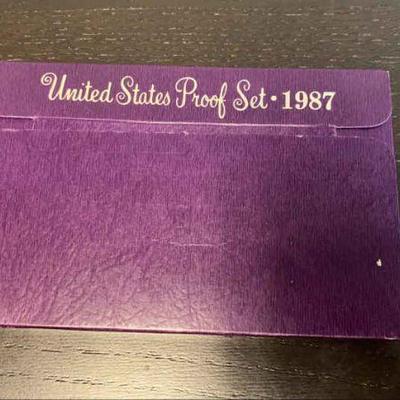 United States Proof Set · 1987